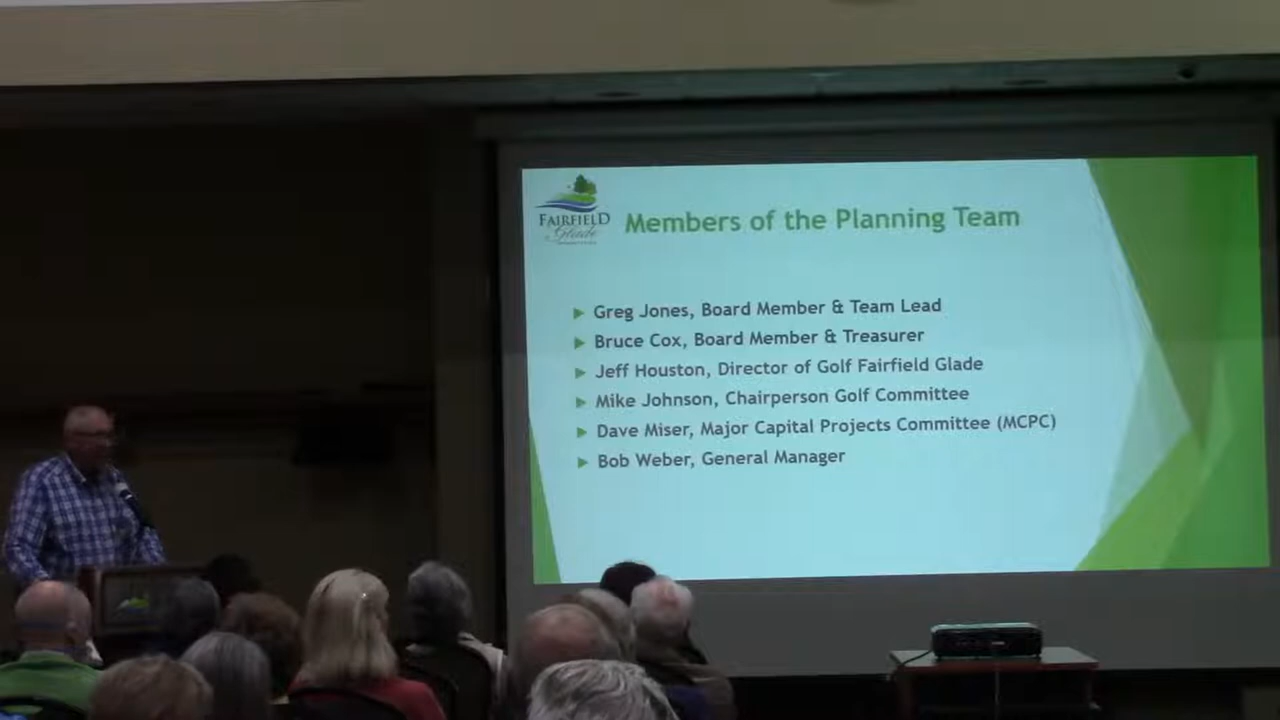 FAIRFIELD
Glade
Members of the Planning Team
Greg Jones, Board Member & Team Lead
Bruce Cox, Board Member & Treasurer
Jeff Houston, Director of Golf Fairfield Glade
Mike Johnson, Chairperson Golf Committee
Dave Miser, Major Capital Projects Committee (MCPC)
Bob Weber, General Manager